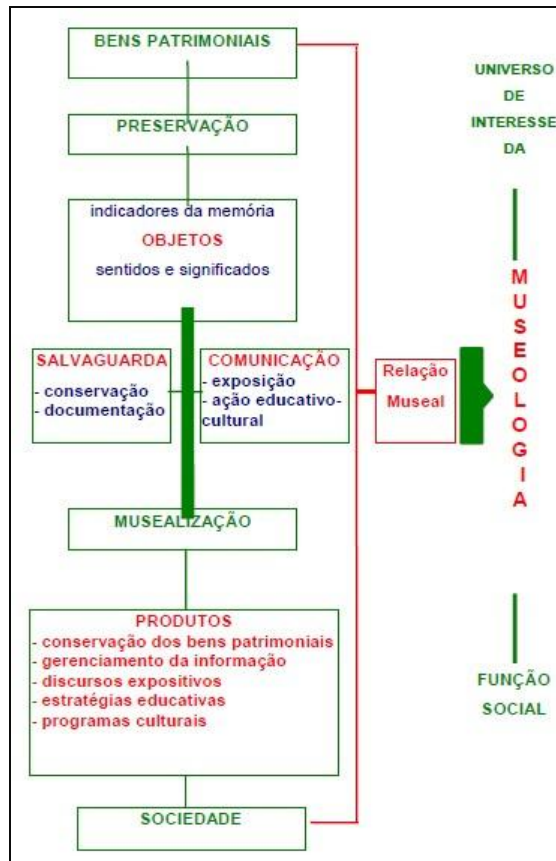 BENS PATRIMONIAIS
PRESERVAÇÃO
indicadores da memória
OBJETOS
sentidos e significados
SALVAGUARDA
- conservação
- documentação
COMUNICAÇÃO
- exposição
- ação educativo-
cultural
MUSEALIZAÇÃO
PRODUTOS
- conservação dos bens patrimoniais
- gerenciamento da informação
- discursos expositivos
- estratégias educativas
- programas culturais
SOCIEDADE
Relação
Museal
UNIVERSO
DE
INTERESSE
DA
MUSEOLOGIA
FUNÇÃO
SOCIAL